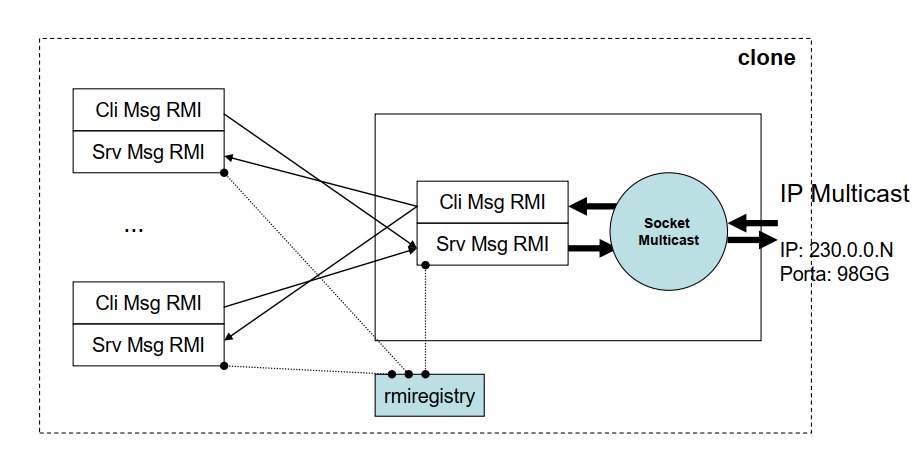 clone
Cli Msg RMI
Srv Msg RMI
...
Cli Msg RMI
Srv Msg RMI
Cli Msg RMI
Srv Msg RMI
Socket
Multicast
IP Multicast
IP: 230.0.0.N
Porta: 98GG
rmiregistry